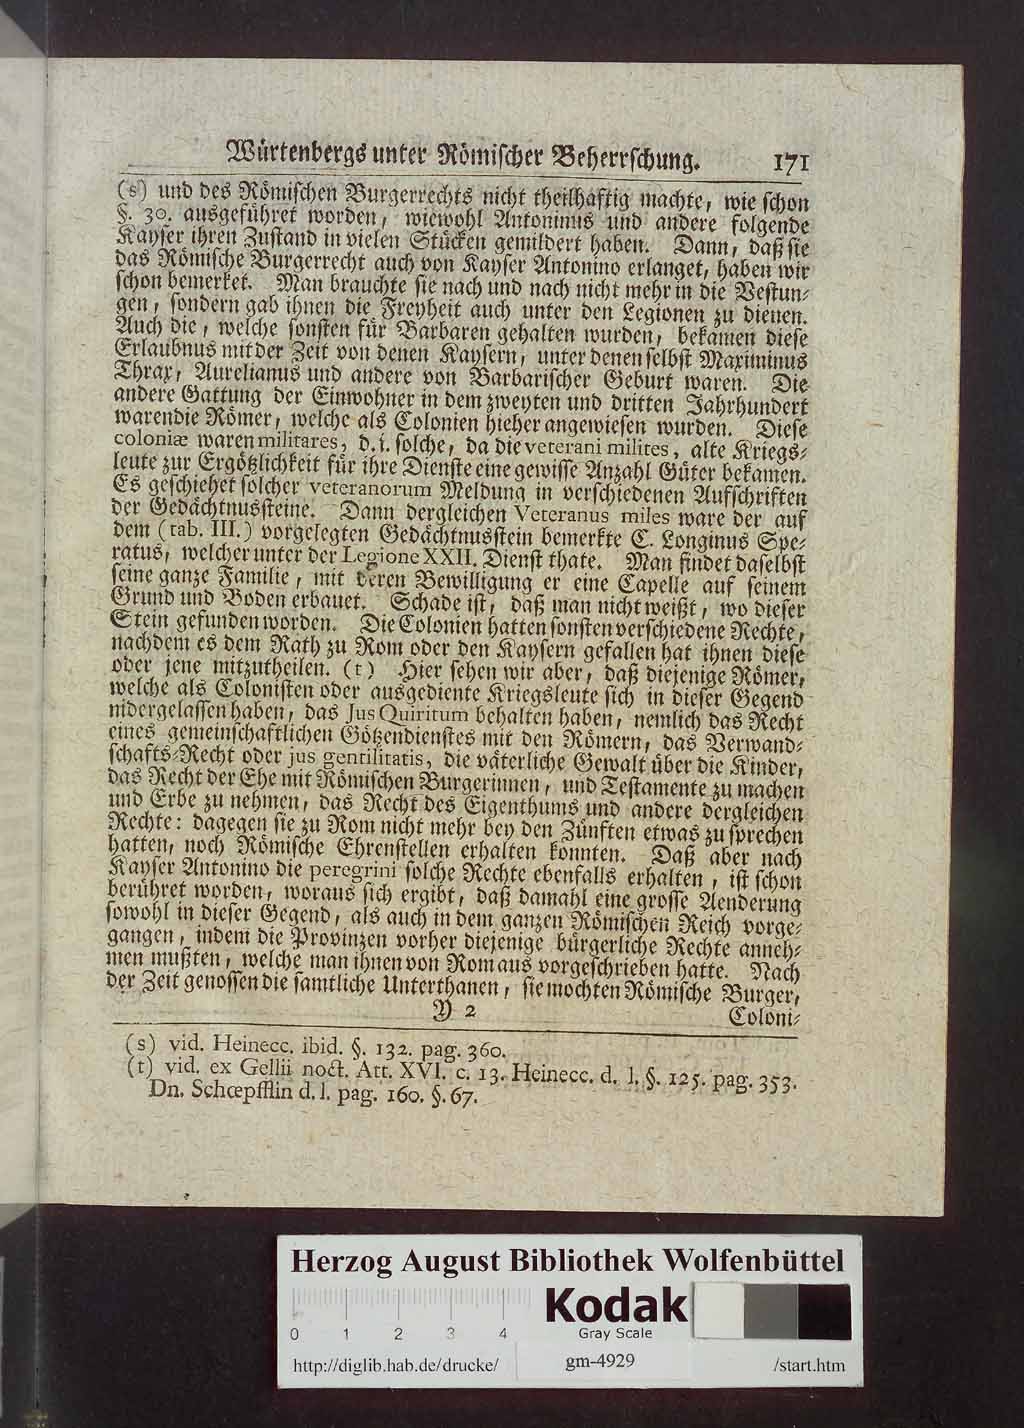 Würtenbergs unter Römischer Beherrschung. 171
(s) und des Römischen Burgerrechts nicht theilhafftig machte, wie schon
§. 30. ausgeführet worden, wiewohl Antoninus und andere folgende
Kayser ihren Zustand in vielen Stücken gemildert haben. Dann, daß sie
das Römische Burgerrecht auch von Kayser Antonino erlanget, haben wir
schon bemerket. Man brauchte sie nach und nach nicht mehr in die Vestun-
gen, sondern gab ihnen die Freyheit auch unter den Legionen zu dienen.
Auch die, welche sonsten für Barbaren gehalten wurden, bekamen diese
Erlaubnus mit der Zeit von denen Kaysern, unter denen selbst Maximinus
Thrax, Aurelianus und andere von Barbarischer Geburt waren. Die
andere Gattung der Einwohner in dem zweyten und dritten Jahrhundert
waren die Römer, welche als Colonien hieher angewiesen wurden. Diese
coloniæ waren militares, d. i. solche, da die veterani milites, alte Kriegs-
leute zur Ergötzlichkeit für ihre Dienste eine gewisse Anzahl Güter bekamen.
Es geschiehet solcher veteranorum Meldung in verschiedenen Aufschriften
der Gedächtnussteine. Dann dergleichen Veteranus miles ware der auf
dem (tab. III.) vorgelegten Gedächtnusstein bemerkte C. Longinus Spe-
ratus, welcher unter der Legione XXII. Dienst thate. Man findet daselbst
seine ganze Familie, mit deren Bewilligung er eine Capelle auf seinem
Grund und Boden erbauet. Schade ist, daß man nicht weißt, wo dieser
Stein gefunden worden. Die Colonien hatten sonsten verschiedene Rechte,
nachdem es dem Rath zu Rom oder den Kaysern gefallen hat ihnen diese
oder jene mitzutheilen. (t) Hier sehen wir aber, daß diejenige Römer,
welche als Colonisten oder ausgediente Kriegsleute sich in dieser Gegend
nidergelassen haben, das Jus Quiritum behalten haben, nemlich das Recht
eines gemeinschaftlichen Götzendienstes mit den Römern, das Verwand-
schafts-Recht oder jus gentilitatis, die väterliche Gewalt über die Kinder,
das Recht der Ehe mit Römischen Burgerinnen, und Testamente zu machen
und Erbe zu nehmen, das Recht des Eigenthums und andere dergleichen
Rechte: dagegen sie zu Rom nicht mehr bey den Zünften etwas zu sprechen
hatten, noch Römische Ehrenstellen erhalten konnten. Daß aber nach
Kayser Antonino die peregrini solche Rechte ebenfalls erhalten, ist schon
berühret worden, woraus sich ergibt, daß damahl eine grosse Aenderung
sowohl in dieser Gegend, als auch in dem ganzen Römischen Reich vorge-
gangen, indem die Provinzen vorher diejenige bürgerliche Rechte anneh-
men mußten, welche man ihnen von Rom aus vorgeschrieben hatte. Nach
der Zeit genossen die samtliche Unterthanen, sie mochten Römische Burger,
Y 2 Coloni-
(s) vid. Heinecc. ibid. §. 132. pag. 360.
(t) vid. ex Gellii noct. Att. XVI. c. 13. Heinecc. d. l. §. 125. pag. 353.
Dn. Schœpfflin d. l. pag. 160. §. 67.
Herzog August Bibliothek Wolfenbüttel
Kodak
Gray Scale
0 1 2 3 4
http://diglib.hab.de/drucke/ gm-4929 /start.htm